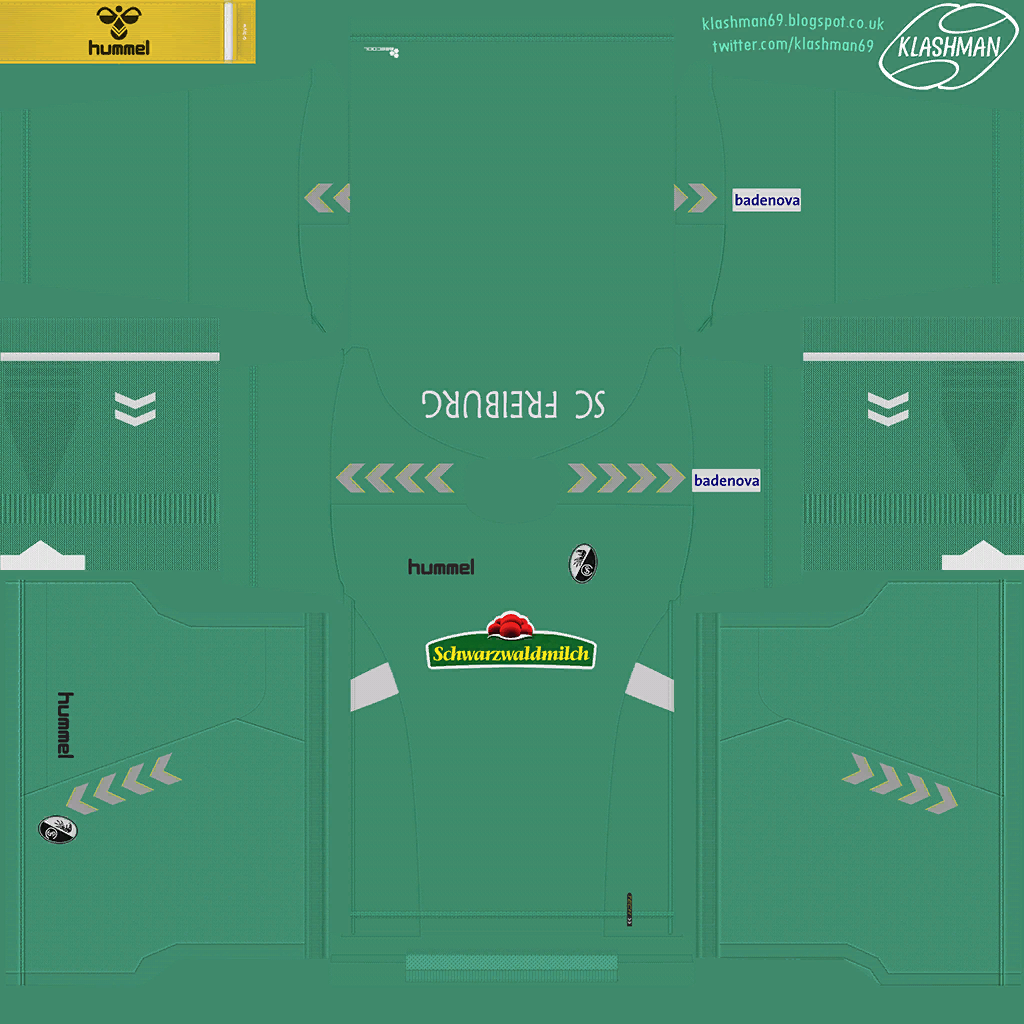 hummel
klashman69.blogspot.co.uk
twitter.com/klashman69
KLASHMAN
badenova
SC FREIBURG
badenova
hummel
Schwarzwaldmilch
hummel